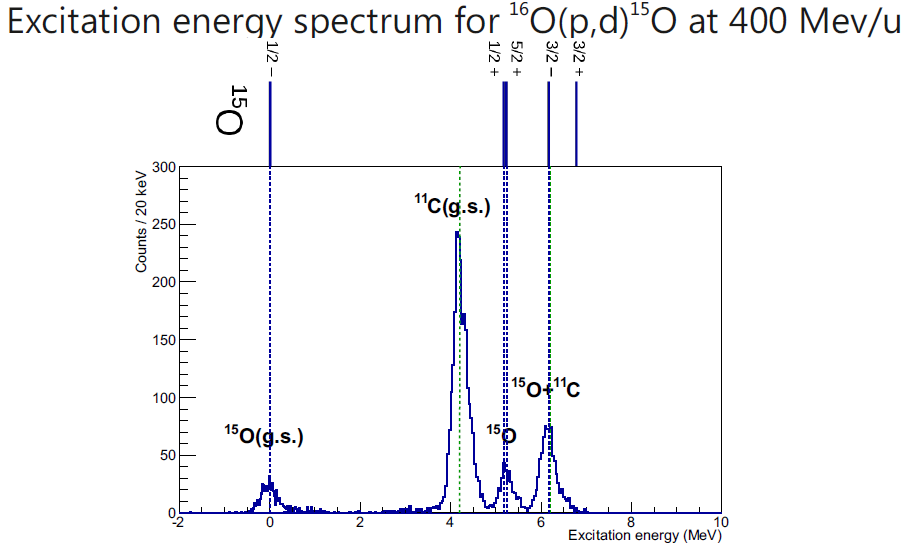 Excitation energy spectrum for ¹⁶O(p,d)¹⁵O at 400 Mev/u
1/2 −
1/2 +
5/2 +
3/2 −
3/2 +
¹⁵O
Counts / 20 keV
300
250
200
150
100
50
0
¹¹C(g.s.)
¹⁵O+¹¹C
¹⁵O(g.s.)
¹⁵O
-2
0
2
4
6
8
10
Excitation energy (MeV)